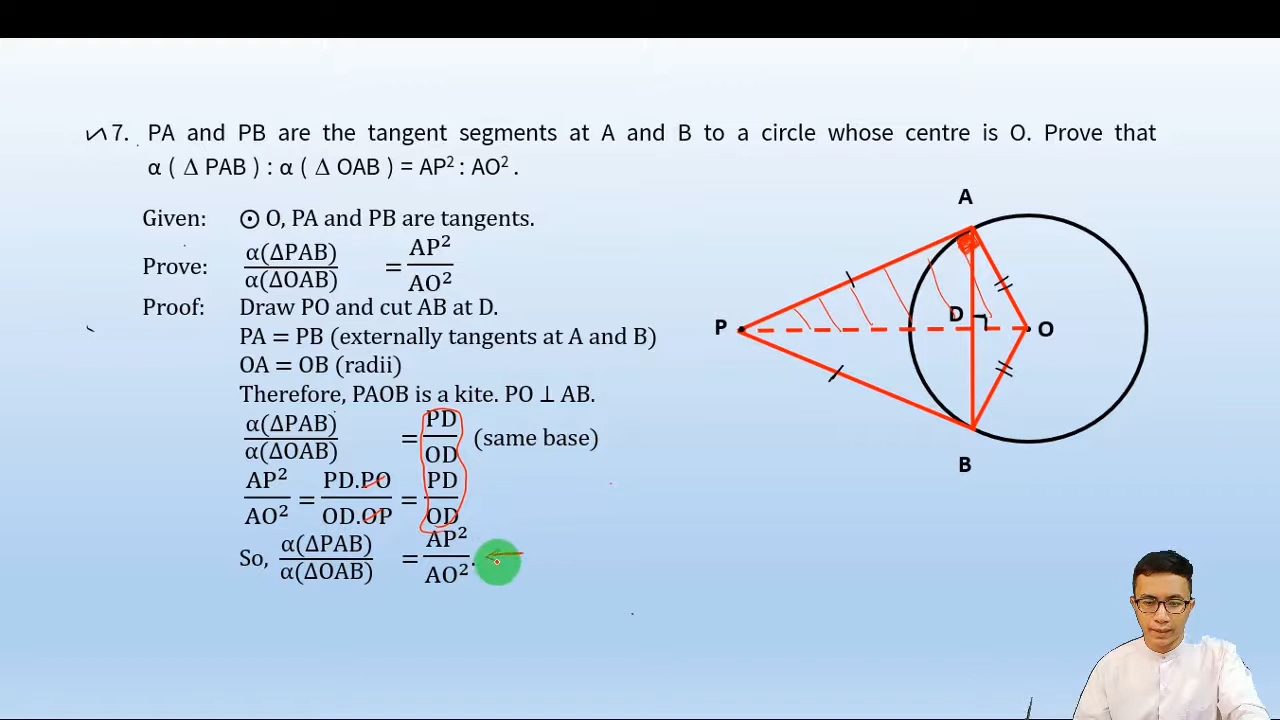 7. PA and PB are the tangent segments at A and B to a circle whose centre is O. Prove that
α ( Δ PAB ) : α ( Δ OAB ) = AP² : AO² .
Given: ⊙ O, PA and PB are tangents.
Prove: α(ΔPAB)/α(ΔOAB) = AP²/AO²
Proof: Draw PO and cut AB at D.
PA = PB (externally tangents at A and B)
OA = OB (radii)
Therefore, PAOB is a kite. PO ⊥ AB.
α(ΔPAB)/α(ΔOAB) = PD/OD (same base)
AP²/AO² = PD.PO/OD.OP = PD/OD
So, α(ΔPAB)/α(ΔOAB) = AP²/AO².
A
P
D
O
B